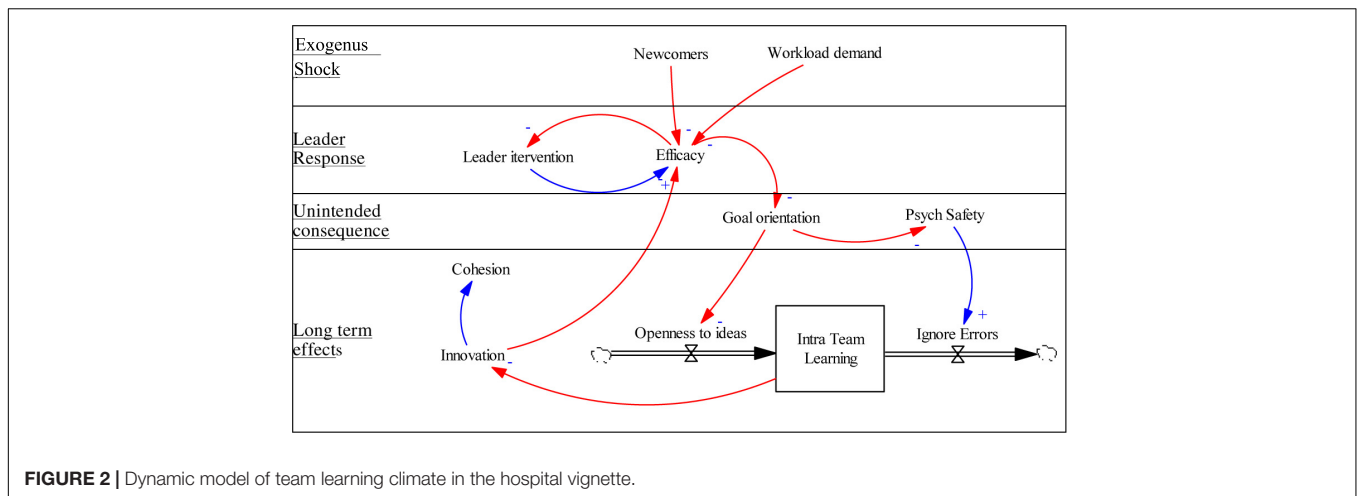 Exogenus
Shock
Newcomers
Workload demand
-
-
-
Leader
Response
Leader itervention
Efficacy
-
+
-
Unintended
consequence
Goal orientation
Psych Safety
-
Cohesion
-
+
Long term
effects
Openness to ideas
Intra Team
Learning
Ignore Errors
Innovation
-
FIGURE 2 | Dynamic model of team learning climate in the hospital vignette.